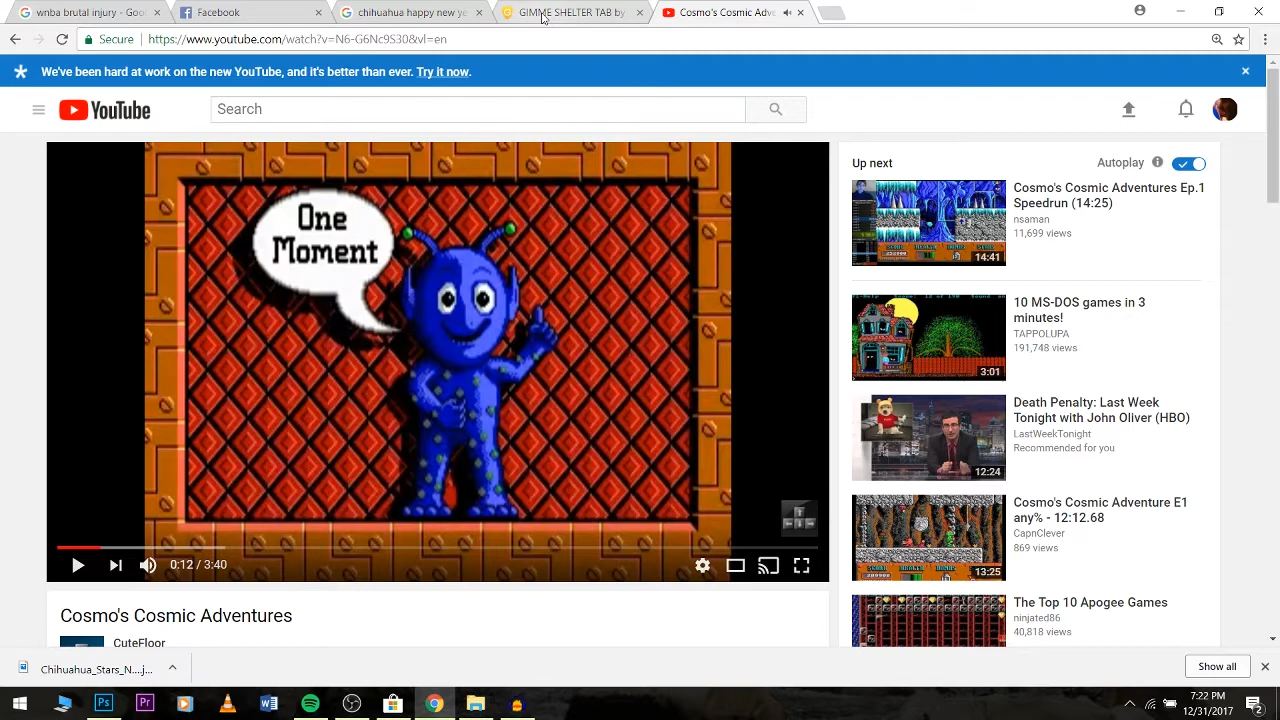 wnba brutal injury - Goo
Facebook
chihuahua happy new ye
GIMME SHELTER TAB by
Cosmo's Cosmic Adve
Secure
https://www.youtube.com/watch?v=N6-G6Nc9S30&vl=en
We've been hard at work on the new YouTube, and it's better than ever. Try it now.
YouTube
Search
One
Moment
0:12 / 3:40
Cosmo's Cosmic Adventures
CuteFloor
Up next
Autoplay
Cosmo's Cosmic Adventures Ep.1
Speedrun (14:25)
nsaman
11,699 views
14:41
10 MS-DOS games in 3
minutes!
TAPPOLUPA
191,748 views
3:01
Death Penalty: Last Week
Tonight with John Oliver (HBO)
LastWeekTonight
Recommended for you
12:24
Cosmo's Cosmic Adventure E1
any% - 12:12.68
CapnClever
869 views
13:25
The Top 10 Apogee Games
ninjated86
40,818 views
Chihuahua_Stars_N....j...
Show all
Ps
Pr
7:22 PM
12/31/2017
2